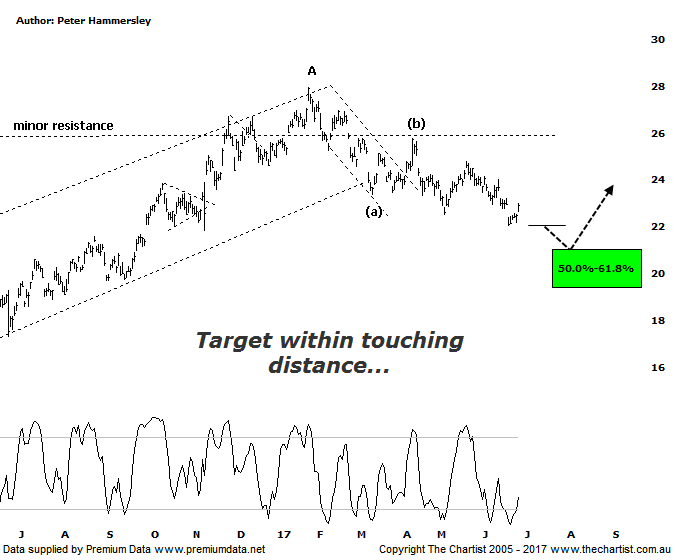 Author: Peter Hammersley
30
28
A
minor resistance
(b)
26
24
(a)
22
50.0%-61.8%
20
18
Target within touching
distance...
16
J A S O N D 17 F M A M J J A S
Data supplied by Premium Data www.premiumdata.net
Copyright The Chartist 2005 - 2017 www.thechartist.com.au